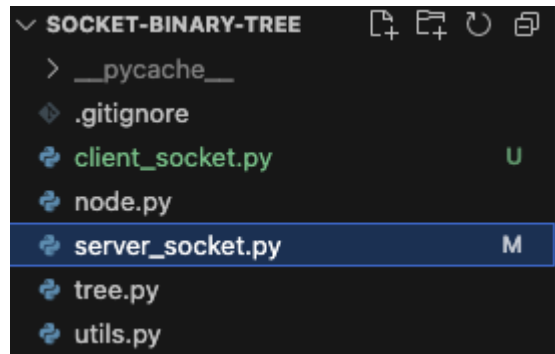 SOCKET-BINARY-TREE
__pycache__
.gitignore
client_socket.py U
node.py
server_socket.py M
tree.py
utils.py